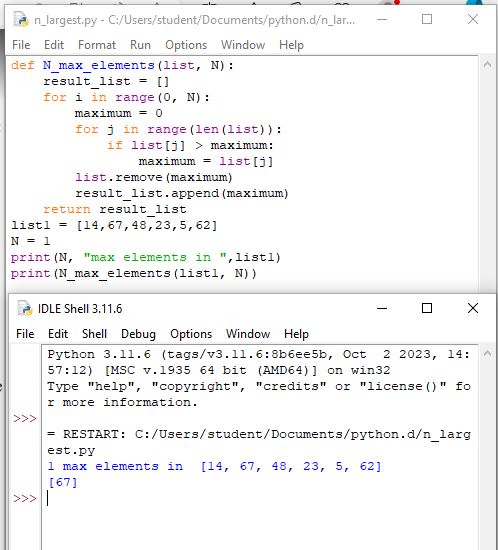 n_largest.py - C:/Users/student/Documents/python.d/n_lar...
File Edit Format Run Options Window Help
def N_max_elements(list, N):
    result_list = []
    for i in range(0, N):
        maximum = 0
        for j in range(len(list)):
            if list[j] > maximum:
                maximum = list[j]
        list.remove(maximum)
        result_list.append(maximum)
    return result_list
list1 = [14,67,48,23,5,62]
N = 1
print(N, "max elements in ",list1)
print(N_max_elements(list1, N))
IDLE Shell 3.11.6
File Edit Shell Debug Options Window Help
Python 3.11.6 (tags/v3.11.6:8b6ee5b, Oct  2 2023, 14:
57:12) [MSC v.1935 64 bit (AMD64)] on win32
Type "help", "copyright", "credits" or "license()" fo
r more information.
>>>
= RESTART: C:/Users/student/Documents/python.d/n_larg
est.py
1 max elements in  [14, 67, 48, 23, 5, 62]
[67]
>>>